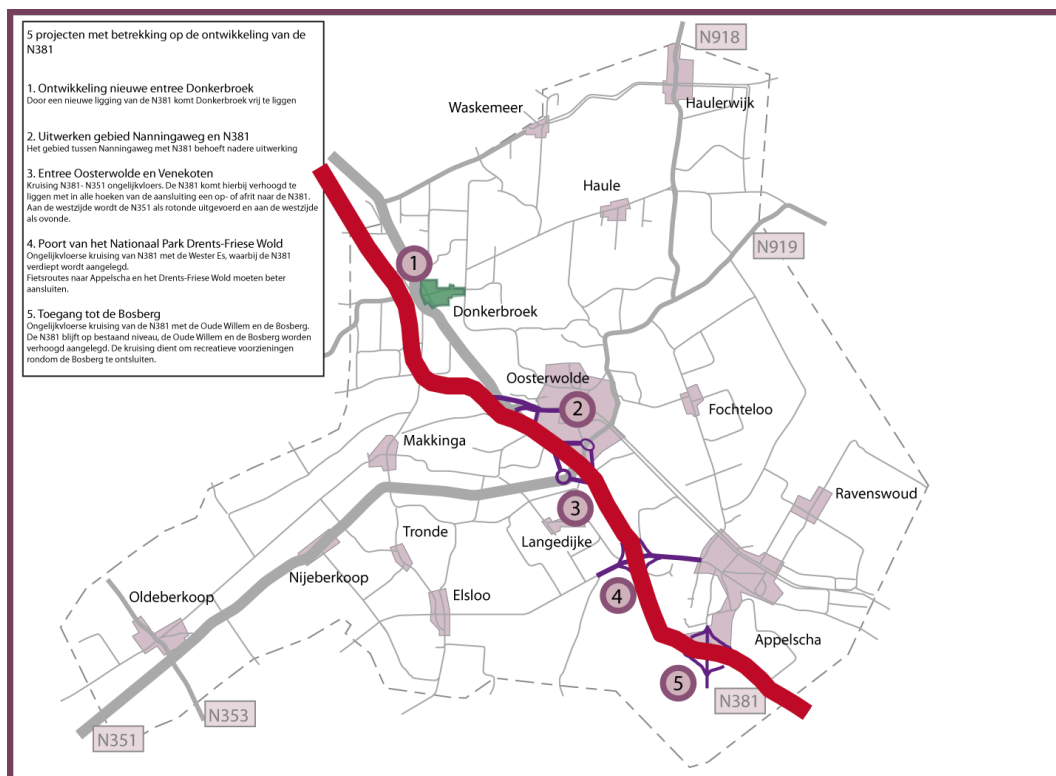 5 projecten met betrekking op de ontwikkeling van de
N381
1. Ontwikkeling nieuwe entree Donkerbroek
Door een nieuwe ligging van de N381 komt Donkerbroek vrij te liggen
2. Uitwerken gebied Nanningaweg en N381
Het gebied tussen Nanningaweg met N381 behoeft nadere uitwerking
3. Entree Oosterwolde en Venekoten
Kruising N381- N351 ongelijkvloers. De N381 komt hierbij verhoogd te
liggen met in alle hoeken van de aansluiting een op- of afrit naar de N381.
Aan de westzijde wordt de N351 als rotonde uitgevoerd en aan de westzijde
als ovonde.
4. Poort van het Nationaal Park Drents-Friese Wold
Ongelijkvloerse kruising van N381 met de Wester Es, waarbij de N381
verdiept wordt aangelegd.
Fietsroutes naar Appelscha en het Drents-Friese Wold moeten beter
aansluiten.
5. Toegang tot de Bosberg
Ongelijkvloerse kruising van de N381 met de Oude Willem en de Bosberg.
De N381 blijft op bestaand niveau, de Oude Willem en de Bosberg worden
verhoogd aangelegd. De kruising dient om recreatieve voorzieningen
rondom de Bosberg te ontsluiten.
N918
Waskemeer
Haulerwijk
Haule
N919
1
Donkerbroek
Oosterwolde
2
Fochteloo
Makkinga
Ravenswoud
3
Langedijke
Tronde
Nijeberkoop
4
Elsloo
Oldeberkoop
Appelscha
5
N381
N353
N351